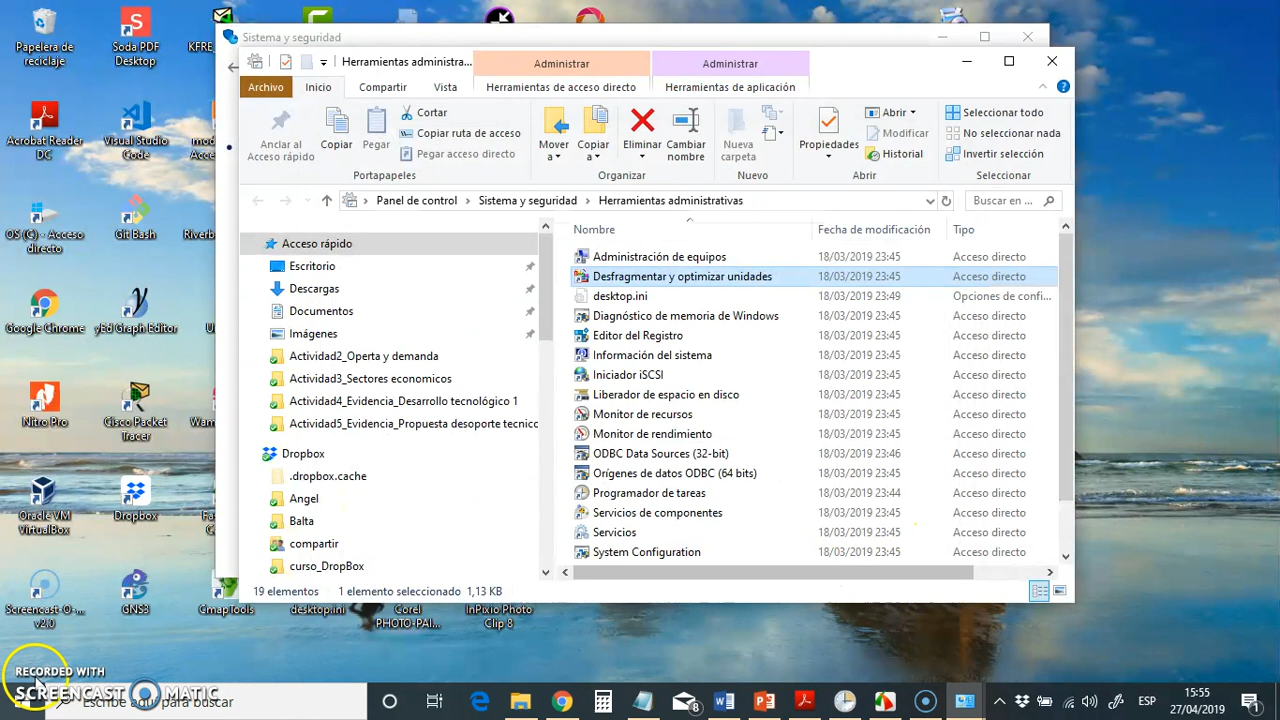 Papelera de
reciclaje
Soda PDF
Desktop
Sistema y seguridad
Herramientas administra...
Administrar
Administrar
Archivo
Inicio
Compartir
Vista
Herramientas de acceso directo
Herramientas de aplicación
Anclar al
Acceso rápido
Copiar
Pegar
Cortar
Copiar ruta de acceso
Pegar acceso directo
Portapapeles
Mover
a
Copiar
a
Eliminar
Cambiar
nombre
Organizar
Nueva
carpeta
Nuevo
Propiedades
Abrir
Modificar
Historial
Abrir
Seleccionar todo
No seleccionar nada
Invertir selección
Seleccionar
Panel de control > Sistema y seguridad > Herramientas administrativas
Buscar en ...
Acrobat Reader
DC
Visual Studio
Code
OS (C) - Acceso
directo
Git Bash
Google Chrome
yEd Graph Editor
Nitro Pro
Cisco Packet
Tracer
Oracle VM
VirtualBox
Dropbox
Screencast-O-...
v2.0
GNS3
CmapTools
desktop.ini
Corel
PHOTO-PAI...
InPixio Photo
Clip 8
Acceso rápido
Escritorio
Descargas
Documentos
Imágenes
Actividad2_Operta y demanda
Actividad3_Sectores economicos
Actividad4_Evidencia_Desarrollo tecnológico 1
Actividad5_Evidencia_Propuesta desoporte tecnico
Dropbox
.dropbox.cache
Angel
Balta
compartir
curso_DropBox
Nombre Fecha de modificación Tipo
Administración de equipos 18/03/2019 23:45 Acceso directo
Desfragmentar y optimizar unidades 18/03/2019 23:45 Acceso directo
desktop.ini 18/03/2019 23:49 Opciones de confi...
Diagnóstico de memoria de Windows 18/03/2019 23:45 Acceso directo
Editor del Registro 18/03/2019 23:45 Acceso directo
Información del sistema 18/03/2019 23:45 Acceso directo
Iniciador iSCSI 18/03/2019 23:45 Acceso directo
Liberador de espacio en disco 18/03/2019 23:45 Acceso directo
Monitor de recursos 18/03/2019 23:45 Acceso directo
Monitor de rendimiento 18/03/2019 23:45 Acceso directo
ODBC Data Sources (32-bit) 18/03/2019 23:46 Acceso directo
Orígenes de datos ODBC (64 bits) 18/03/2019 23:45 Acceso directo
Programador de tareas 18/03/2019 23:44 Acceso directo
Servicios de componentes 18/03/2019 23:45 Acceso directo
Servicios 18/03/2019 23:45 Acceso directo
System Configuration 18/03/2019 23:45 Acceso directo
19 elementos 1 elemento seleccionado 1,13 KB
RECORDED WITH
SCREENCAST MATIC
Escribe aquí para buscar
8
ESP
15:55
27/04/2019
1